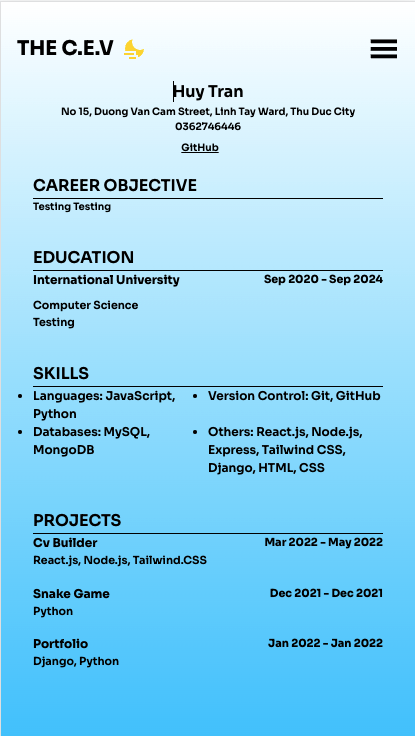 THE C.E.V
Huy Tran
No 15, Duong Van Cam Street, Linh Tay Ward, Thu Duc City
0362746446
GitHub
CAREER OBJECTIVE
Testing Testing
EDUCATION
International University Sep 2020 - Sep 2024
Computer Science
Testing
SKILLS
• Languages: JavaScript, Python
• Version Control: Git, GitHub
• Databases: MySQL, MongoDB
• Others: React.js, Node.js,
Express, Tailwind CSS,
Django, HTML, CSS
PROJECTS
Cv Builder Mar 2022 - May 2022
React.js, Node.js, Tailwind.CSS
Snake Game Dec 2021 - Dec 2021
Python
Portfolio Jan 2022 - Jan 2022
Django, Python